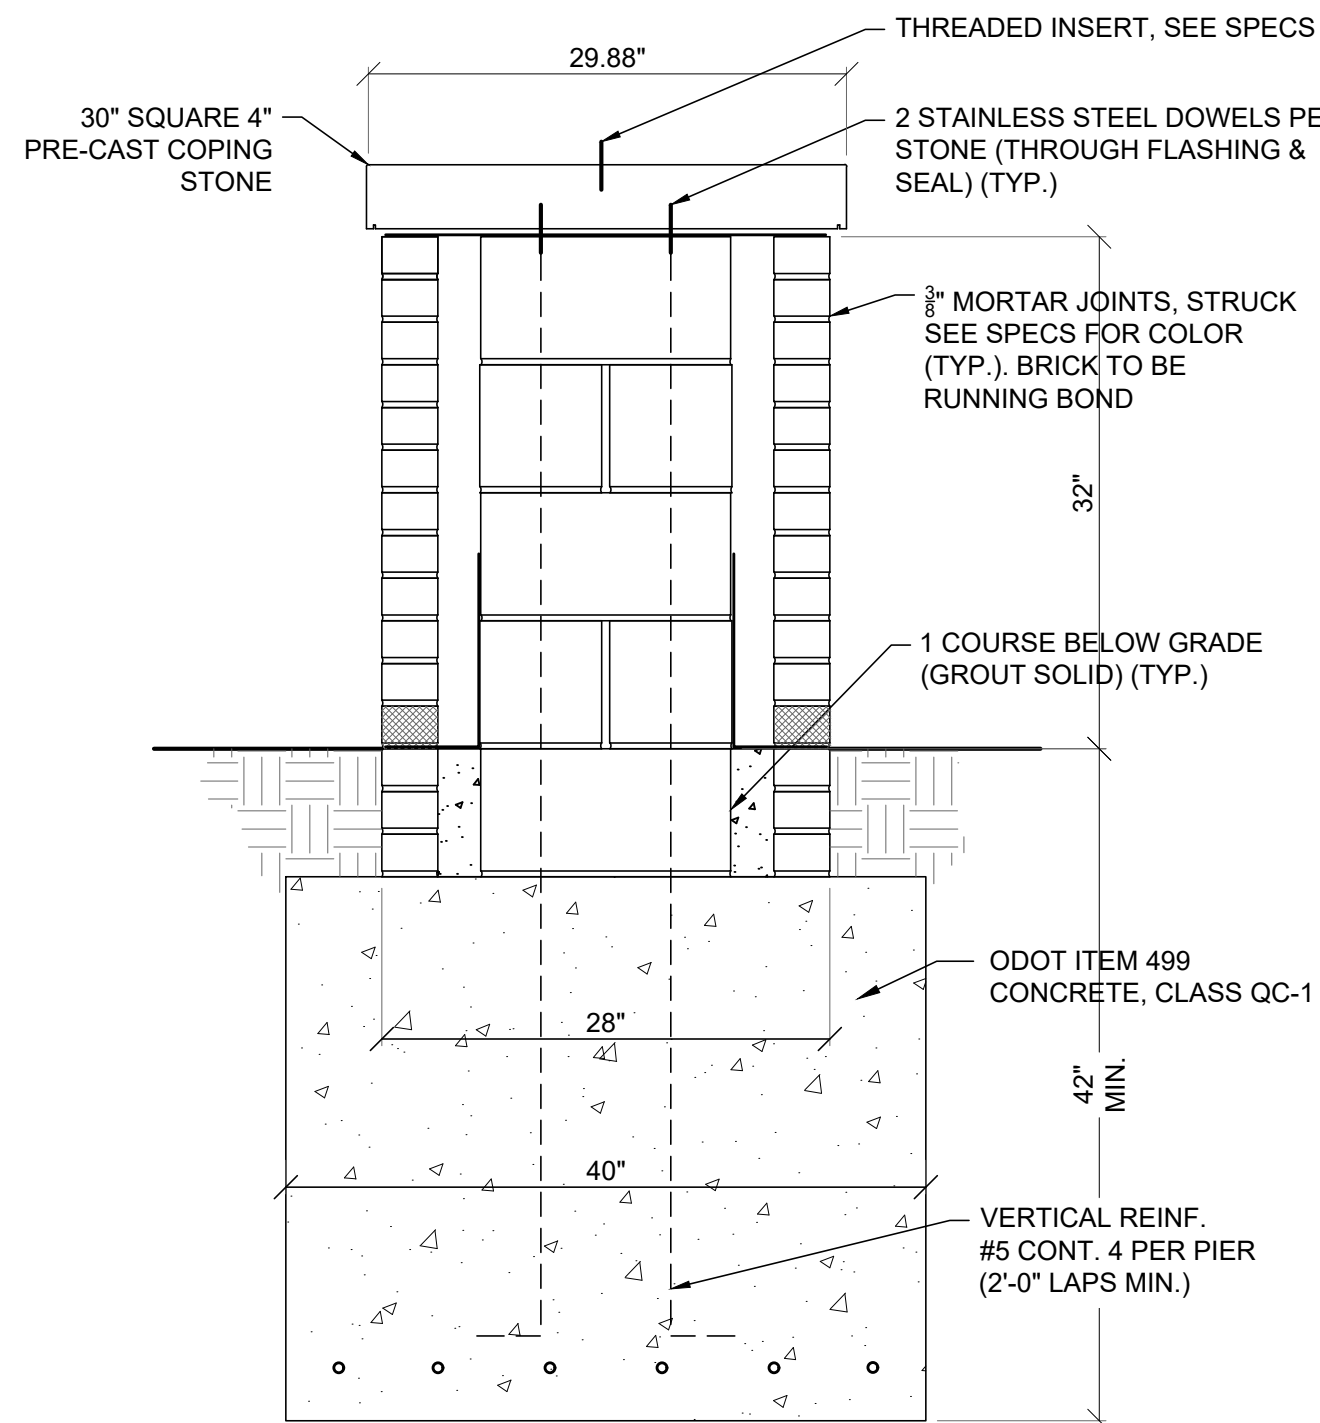 THREADED INSERT, SEE SPECS
29.88"
30" SQUARE 4"
PRE-CAST COPING
STONE
2 STAINLESS STEEL DOWELS PE
STONE (THROUGH FLASHING &
SEAL) (TYP.)
3/8" MORTAR JOINTS, STRUCK
SEE SPECS FOR COLOR
(TYP.). BRICK TO BE
RUNNING BOND
32"
1 COURSE BELOW GRADE
(GROUT SOLID) (TYP.)
ODOT ITEM 499
CONCRETE, CLASS QC-1
28"
42"
MIN.
40"
VERTICAL REINF.
#5 CONT. 4 PER PIER
(2'-0" LAPS MIN.)